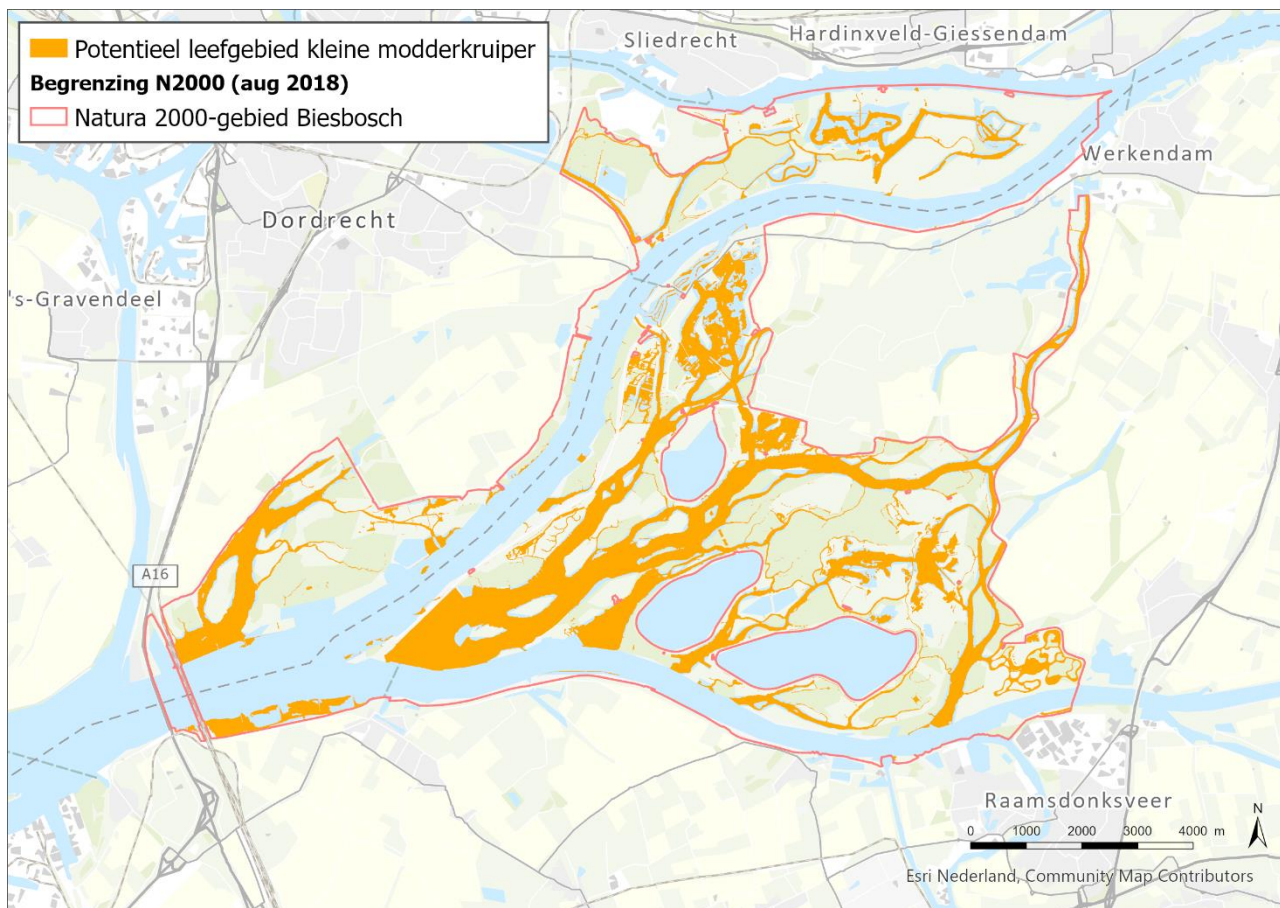 Potentieel leefgebied kleine modderkruiper
Begrenzing N2000 (aug 2018)
Natura 2000-gebied Biesbosch
Sliedrecht
Hardinxveld-Giessendam
Werkendam
Dordrecht
's-Gravendeel
A16
Raamsdonksveer
N
0 1000 2000 3000 4000 m
Esri Nederland, Community Map Contributors